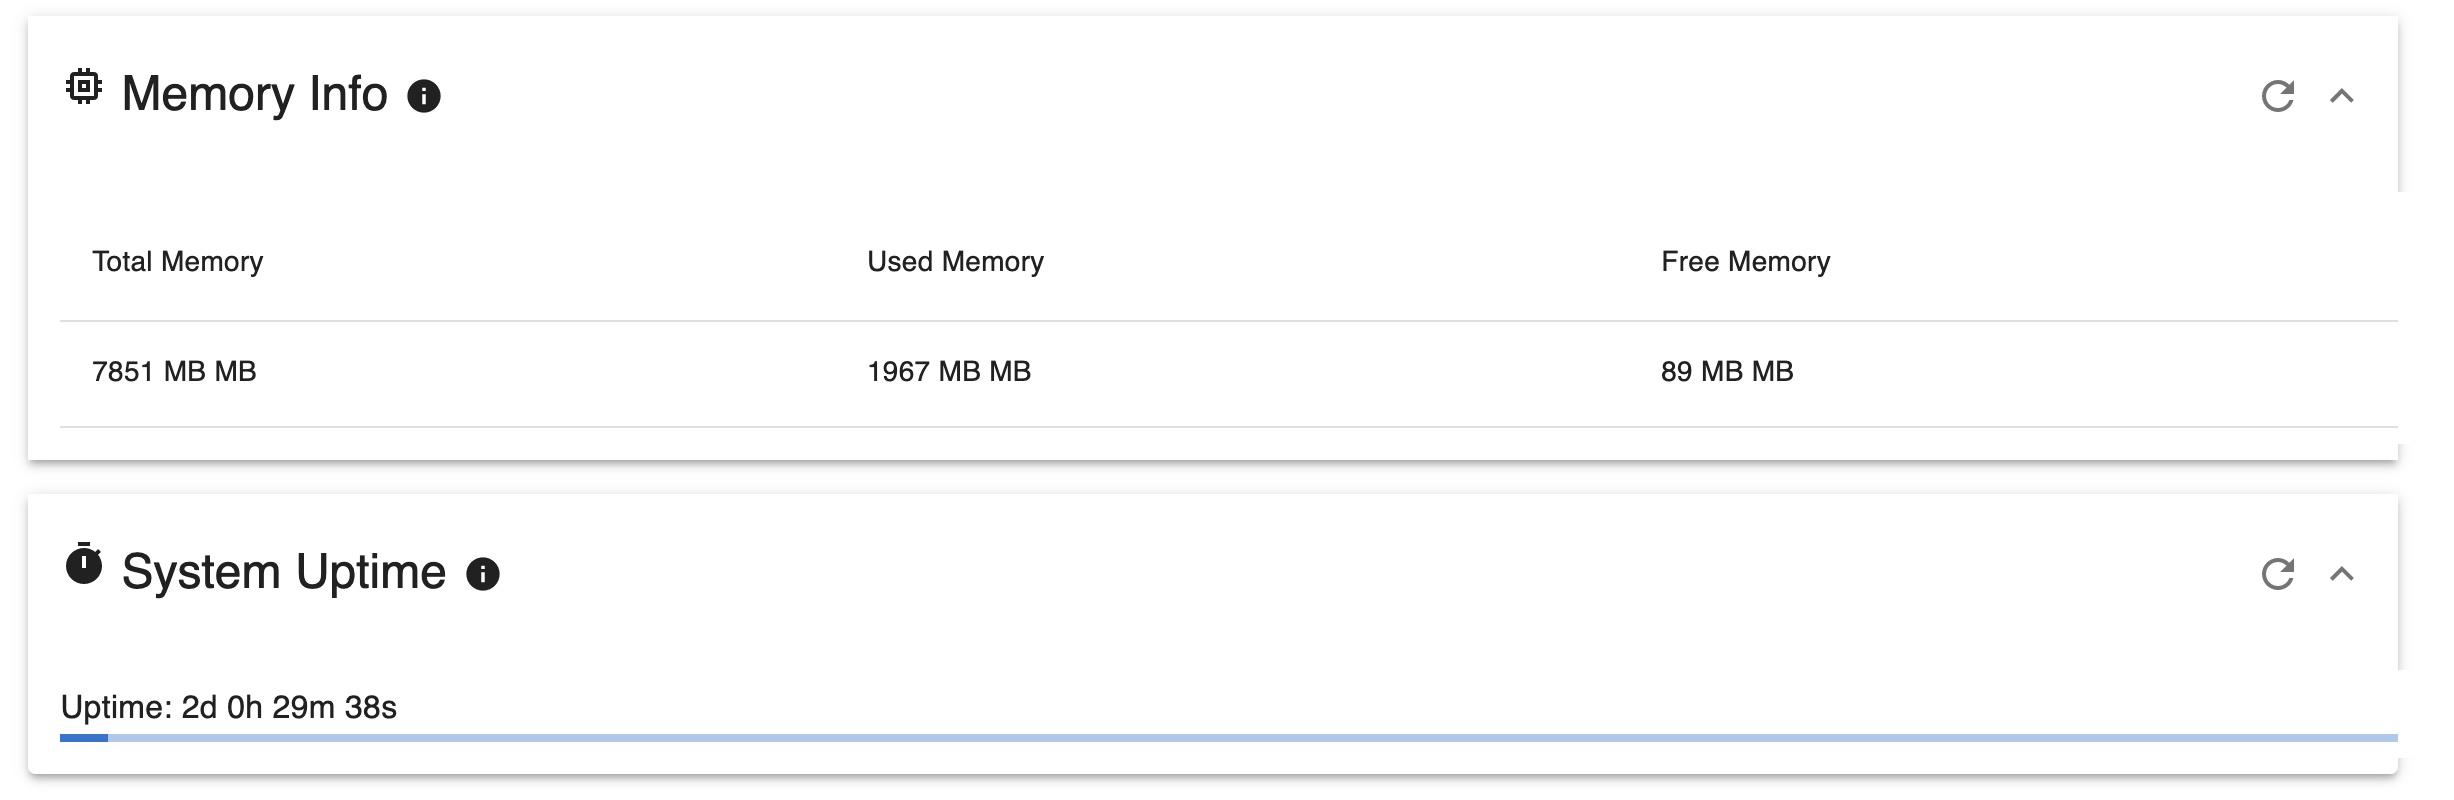 Memory Info
Total Memory Used Memory Free Memory
7851 MB MB 1967 MB MB 89 MB MB
System Uptime
Uptime: 2d 0h 29m 38s